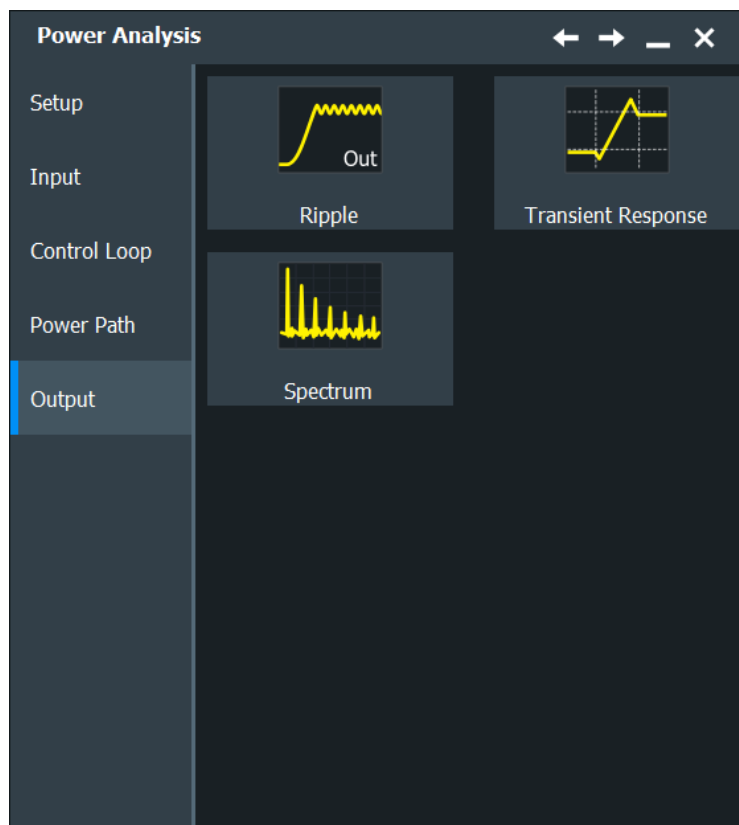 Power Analysis
Setup
Input
Control Loop
Power Path
Output
Out
Ripple
Transient Response
Spectrum